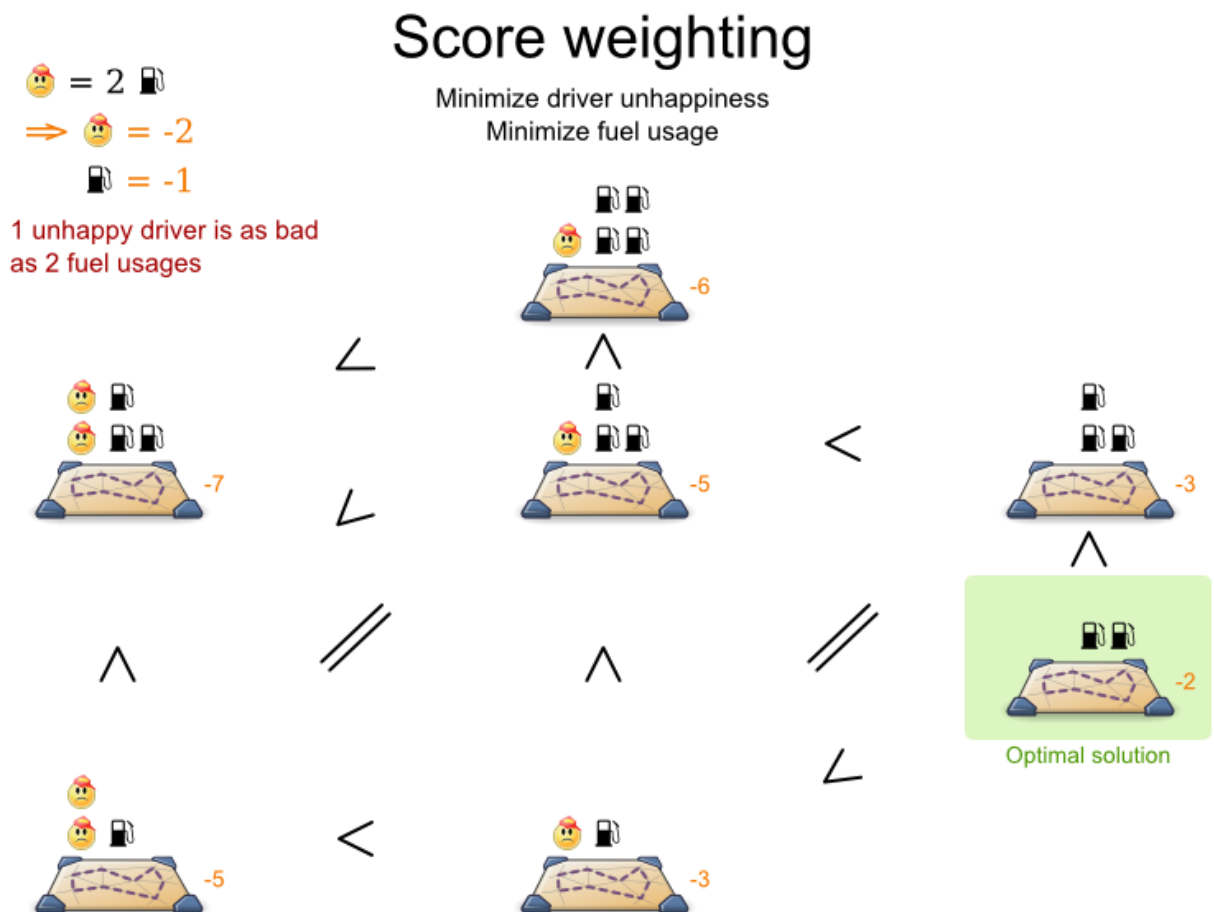 Score weighting
Minimize driver unhappiness
Minimize fuel usage
= 2
⇒ = -2
= -1
1 unhappy driver is as bad
as 2 fuel usages
-6
-7
-5
-3
-2
Optimal solution
-5
-3